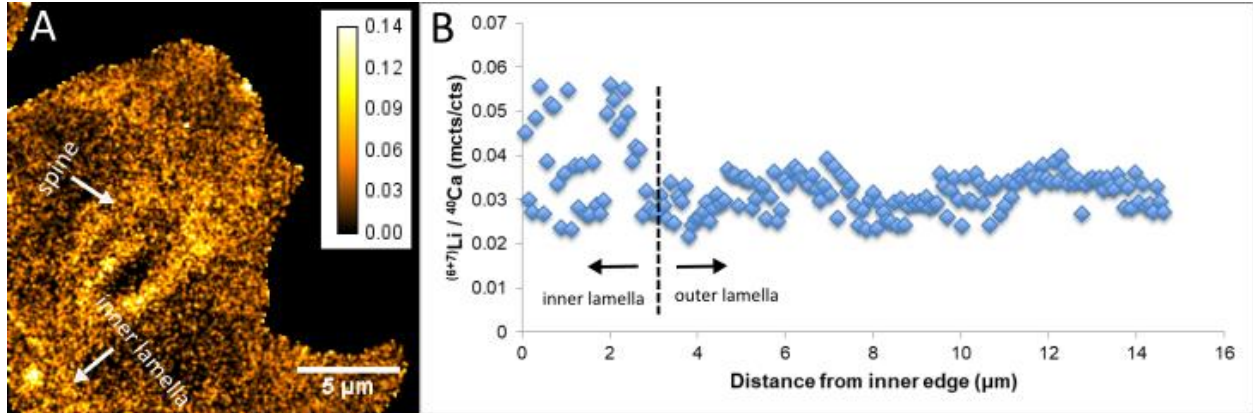 A
0.14
0.12
0.09
0.06
0.03
0.00
spine
inner lamella
5 µm
B
0.07
0.06
0.05
0.04
0.03
0.02
0.01
0
(6+7)Li / 40Ca (mcts/cts)
inner lamella
outer lamella
0 2 4 6 8 10 12 14 16
Distance from inner edge (µm)